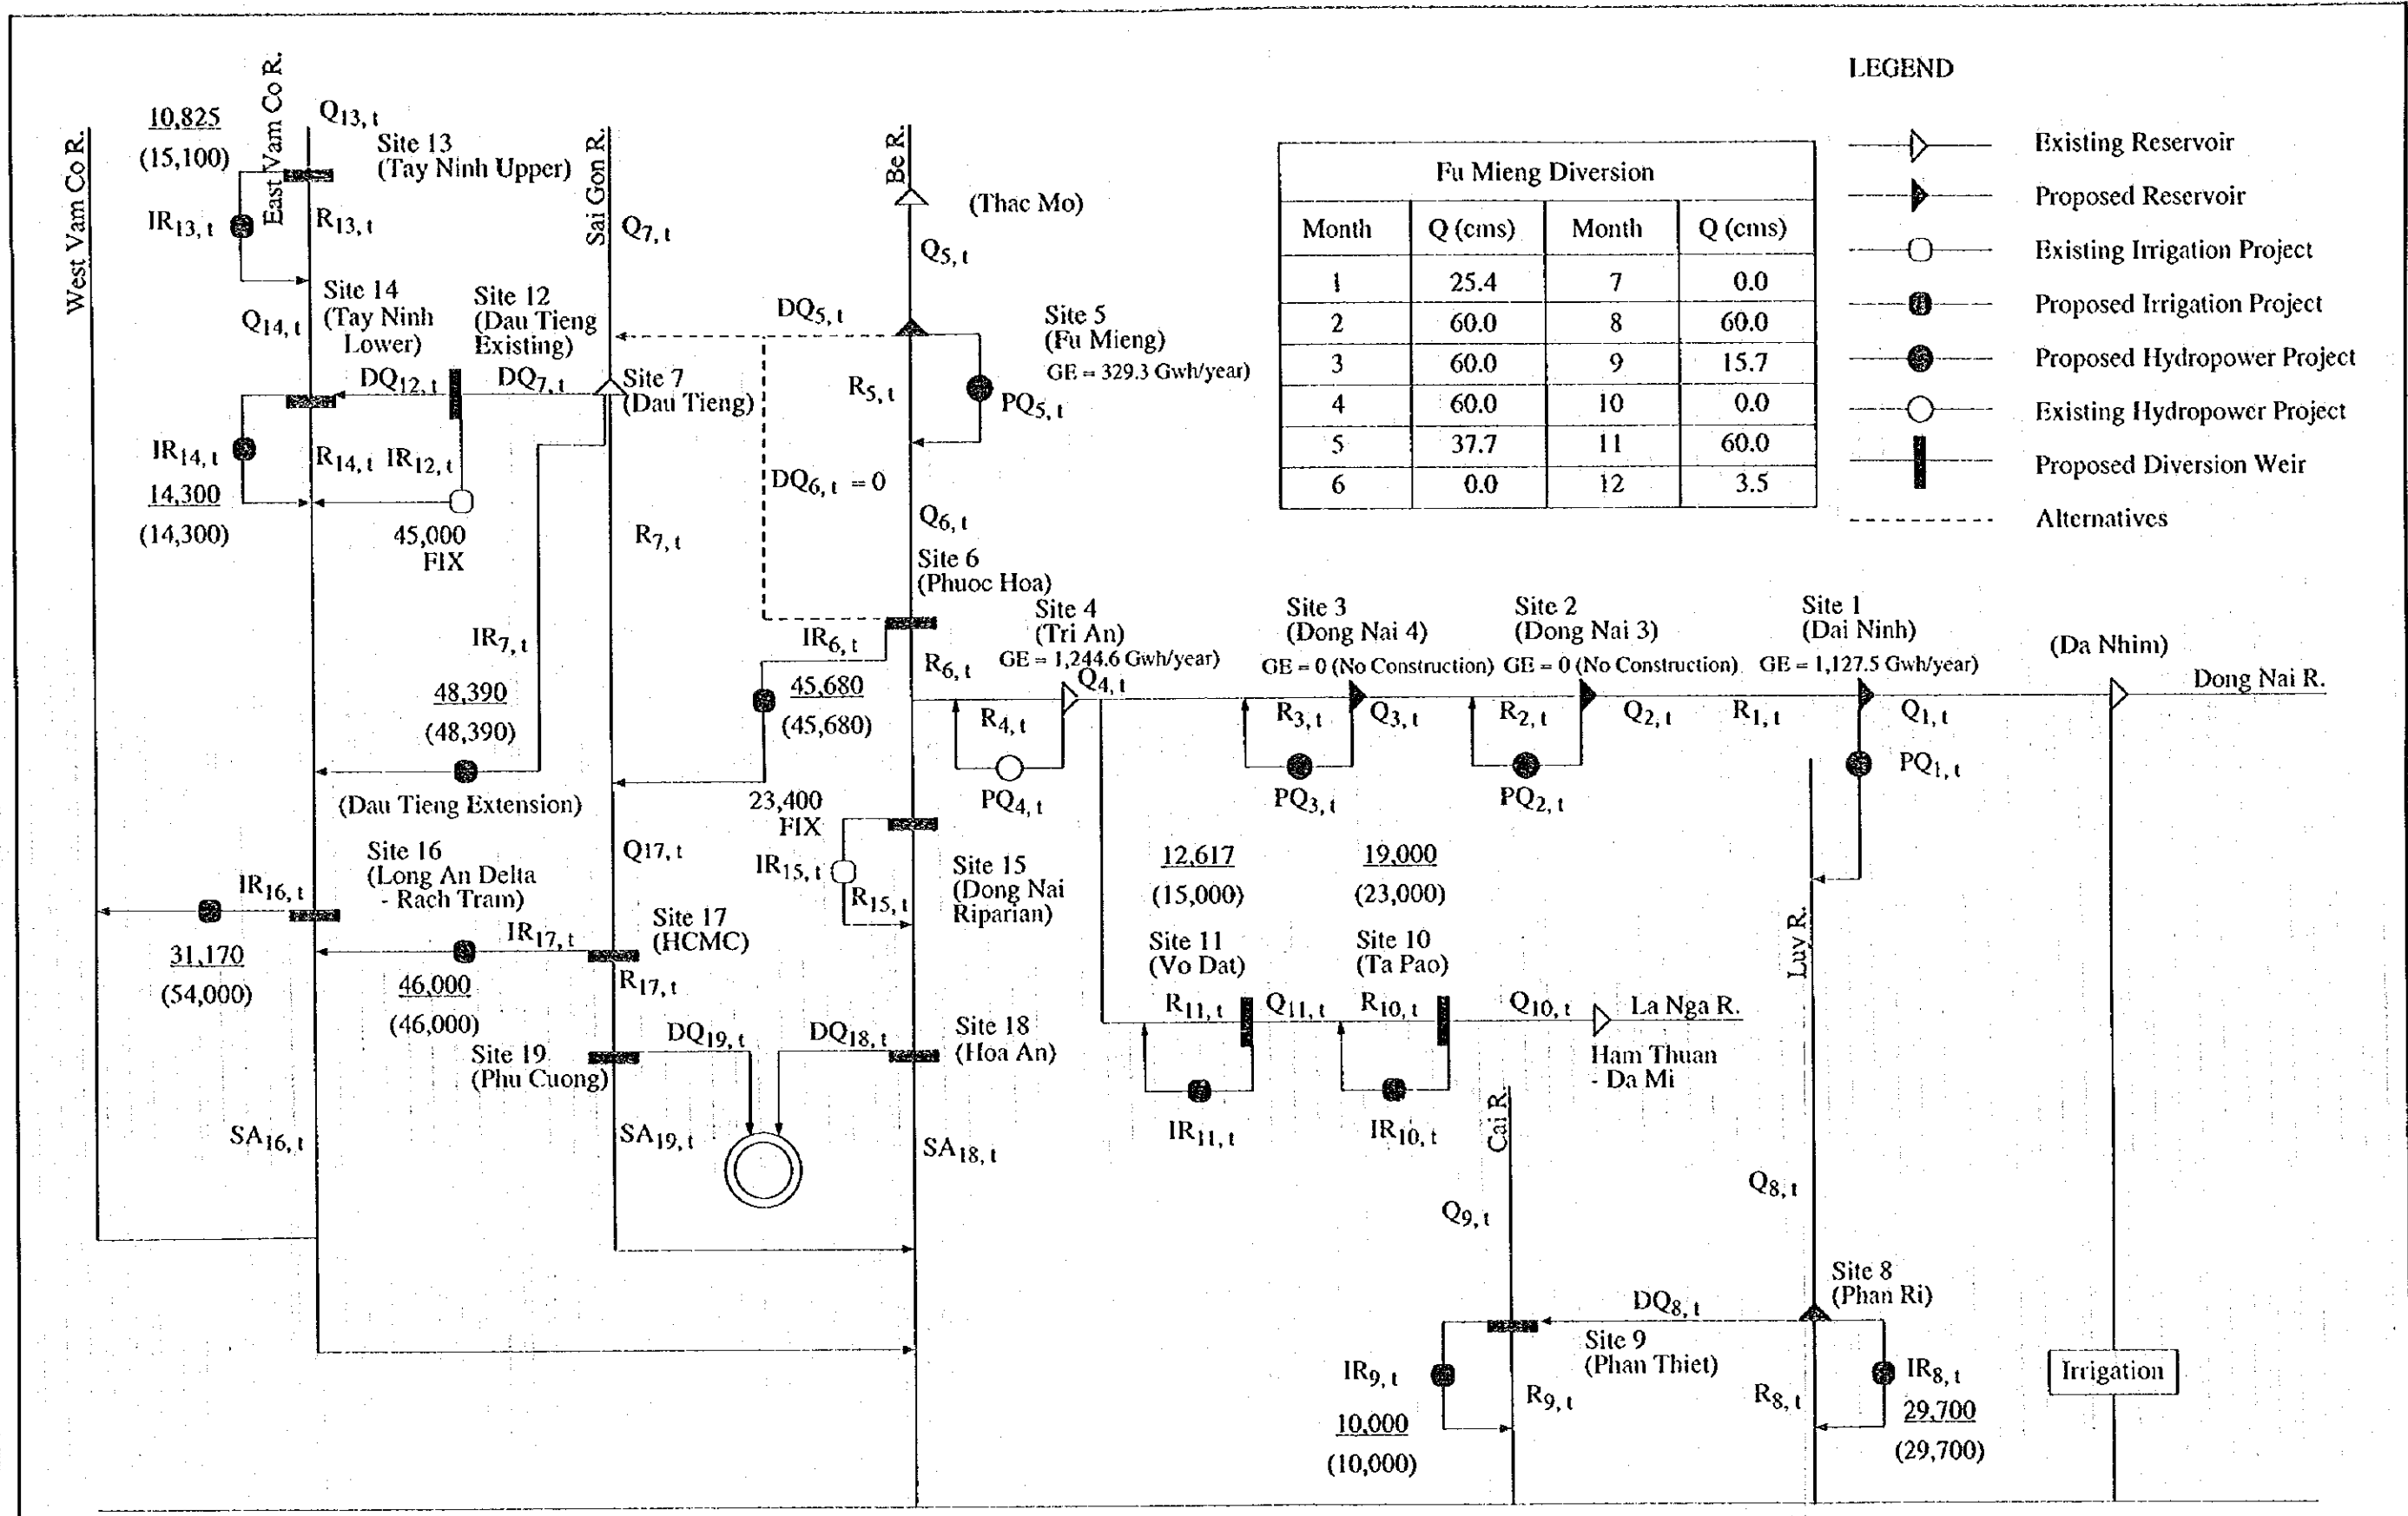 LEGEND
Existing Reservoir
Proposed Reservoir
Existing Irrigation Project
Proposed Irrigation Project
Proposed Hydropower Project
Existing Hydropower Project
Proposed Diversion Weir
Alternatives
Fu Mieng Diversion
Month Q (cms) Month Q (cms)
1 25.4 7 0.0
2 60.0 8 60.0
3 60.0 9 15.7
4 60.0 10 0.0
5 37.7 11 60.0
6 0.0 12 3.5
West Vam Co R.
East Vam Co R.
Sai Gon R.
Be R.
10,825
(15,100)
Q13, t
Site 13
(Tay Ninh Upper)
IR13, t
R13, t
Q7, t
(Thac Mo)
Q5, t
Q14, t
Site 14
(Tay Ninh
Lower)
Site 12
(Dau Tieng
Existing)
DQ5, t
Site 5
(Fu Mieng)
GE = 329.3 Gwh/year)
DQ12, t
DQ7, t
Site 7
(Dau Tieng)
R5, t
PQ5, t
IR14, t
14,300
(14,300)
R14, t
IR12, t
45,000
FIX
DQ6, t = 0
R7, t
Q6, t
Site 6
(Phuoc Hoa)
IR7, t
48,390
(48,390)
(Dau Tieng Extension)
IR6, t
45,680
(45,680)
R6, t
Site 4
(Tri An)
GE = 1,244.6 Gwh/year)
Q4, t
R4, t
PQ4, t
Site 3
(Dong Nai 4)
GE = 0 (No Construction)
R3, t
Q3, t
PQ3, t
Site 2
(Dong Nai 3)
GE = 0 (No Construction)
R2, t
Q2, t
PQ2, t
Site 1
(Dai Ninh)
GE = 1,127.5 Gwh/year)
R1, t
Q1, t
PQ1, t
(Da Nhim)
Dong Nai R.
23,400
FIX
IR15, t
R15, t
Site 15
(Dong Nai
Riparian)
Q17, t
Site 16
(Long An Delta
- Rach Tram)
IR16, t
31,170
(54,000)
IR17, t
46,000
(46,000)
Site 17
(HCMC)
R17, t
12,617
(15,000)
Site 11
(Vo Dat)
R11, t
Q11, t
IR11, t
19,000
(23,000)
Site 10
(Ta Pao)
R10, t
Q10, t
IR10, t
La Nga R.
Ham Thuan
- Da Mi
Luv R.
Site 19
(Phu Cuong)
DQ19, t
DQ18, t
Site 18
(Hoa An)
SA16, t
SA19, t
SA18, t
Cai R.
Q9, t
Q8, t
Site 8
(Phan Ri)
DQ8, t
Site 9
(Phan Thiet)
IR9, t
10,000
(10,000)
R9, t
R8, t
IR8, t
29,700
(29,700)
Irrigation